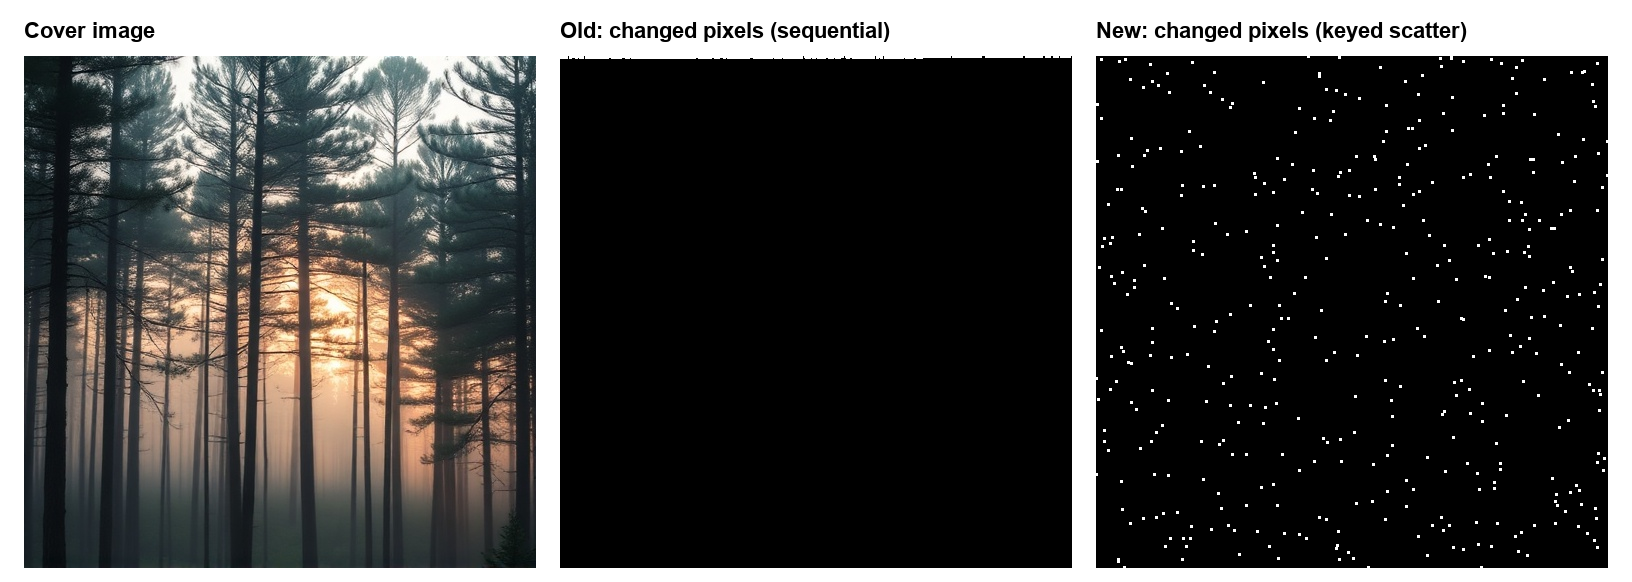 Cover image
Old: changed pixels (sequential)
New: changed pixels (keyed scatter)